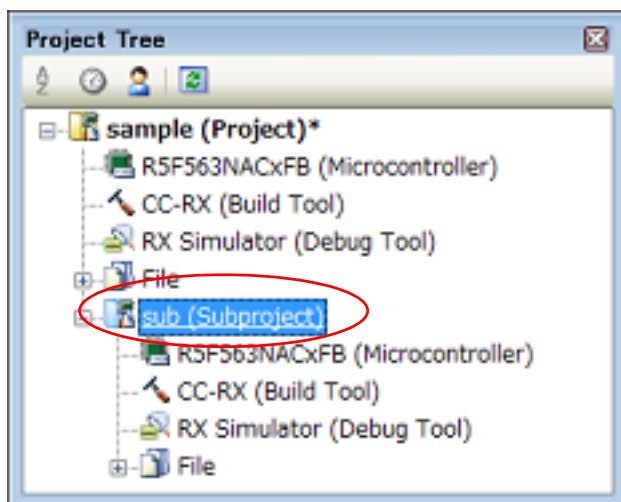 Project Tree
sample (Project)*
R5F563NACxFB (Microcontroller)
CC-RX (Build Tool)
RX Simulator (Debug Tool)
File
sub (Subproject)
R5F563NACxFB (Microcontroller)
CC-RX (Build Tool)
RX Simulator (Debug Tool)
File